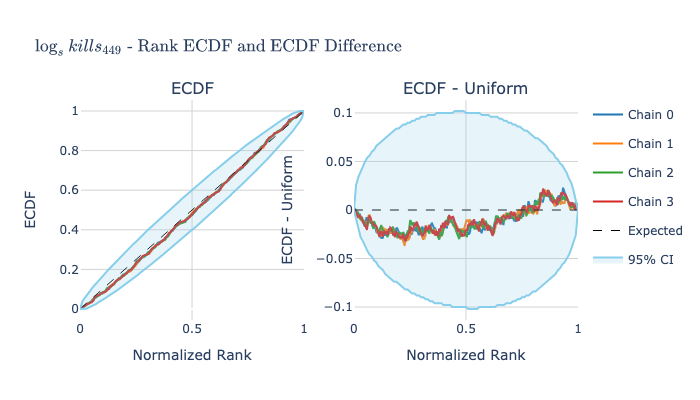 log_s kills_449 - Rank ECDF and ECDF Difference
ECDF
ECDF - Uniform
ECDF
1
0.8
0.6
0.4
0.2
0
0
0.5
1
Normalized Rank
ECDF - Uniform
0.1
0.05
0
−0.05
−0.1
0
0.5
1
Normalized Rank
Chain 0
Chain 1
Chain 2
Chain 3
Expected
95% CI